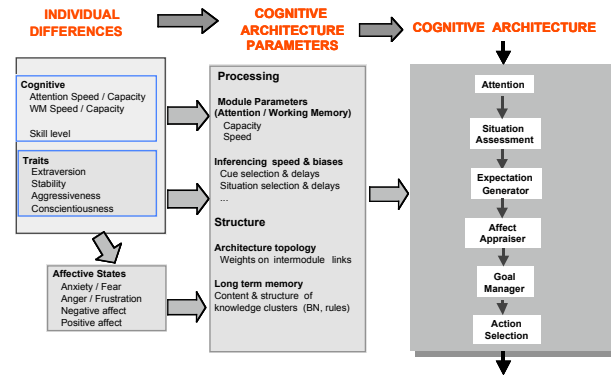 INDIVIDUAL
DIFFERENCES
COGNITIVE
ARCHITECTURE
PARAMETERS
COGNITIVE ARCHITECTURE
Cognitive
Attention Speed / Capacity
WM Speed / Capacity
Skill level
Traits
Extraversion
Stability
Aggressiveness
Conscientiousness
Affective States
Anxiety / Fear
Anger / Frustration
Negative affect
Positive affect
Processing
Module Parameters
(Attention / Working Memory)
Capacity
Speed
Inferencing speed & biases
Cue selection & delays
Situation selection & delays
...
Structure
Architecture topology
Weights on intermodule links
Long term memory
Content & structure of
knowledge clusters (BN, rules)
Attention
Situation
Assessment
Expectation
Generator
Affect
Appraiser
Goal
Manager
Action
Selection